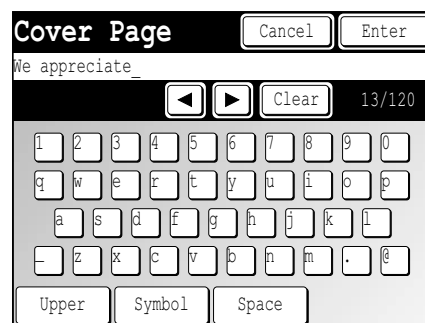 Cover Page Cancel Enter
We appreciate_
Clear 13/120
1 2 3 4 5 6 7 8 9 0
q w e r t y u i o p
a s d f g h j k l
_ z x c v b n m . @
Upper Symbol Space